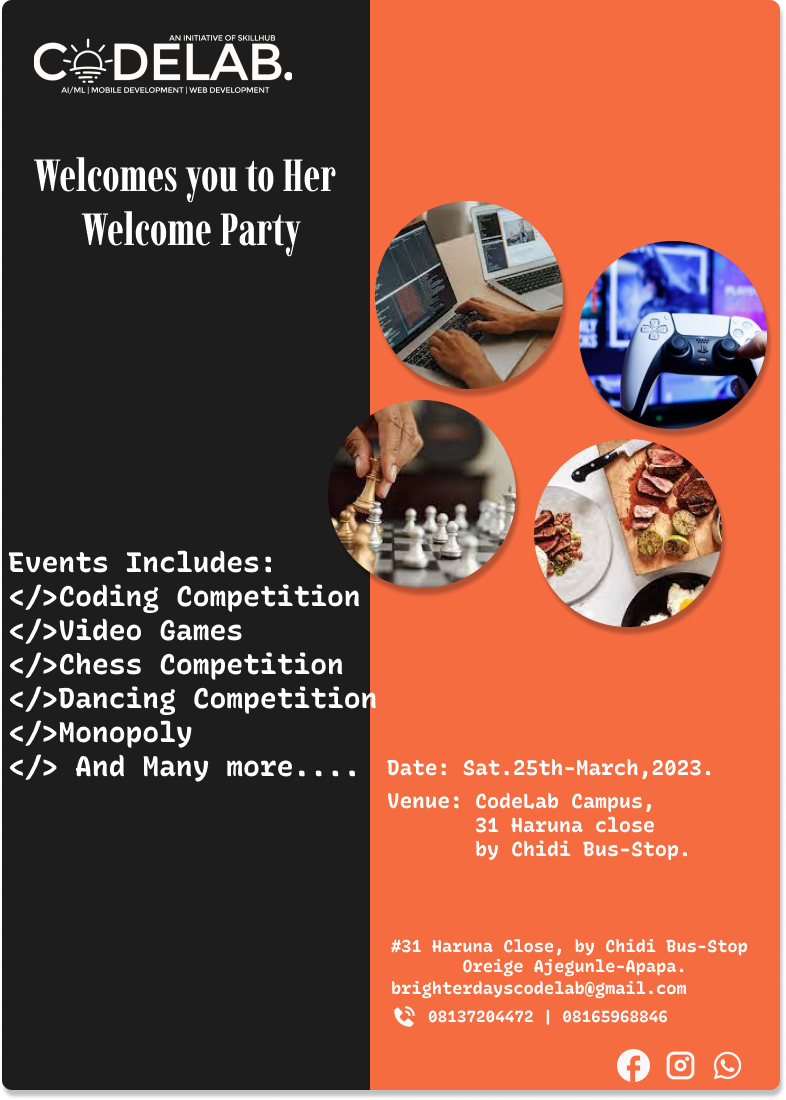 AN INITIATIVE OF SKILLHUB
CODELAB.
AI/ML | MOBILE DEVELOPMENT | WEB DEVELOPMENT
Welcomes you to Her
Welcome Party
Events Includes:
</>Coding Competition
</>Video Games
</>Chess Competition
</>Dancing Competition
</>Monopoly
</> And Many more....
Date: Sat.25th-March,2023.
Venue: CodeLab Campus,
31 Haruna close
by Chidi Bus-Stop.
#31 Haruna Close, by Chidi Bus-Stop
Oreige Ajegunle-Apapa.
brighterdayscodelab@gmail.com
08137204472 | 08165968846